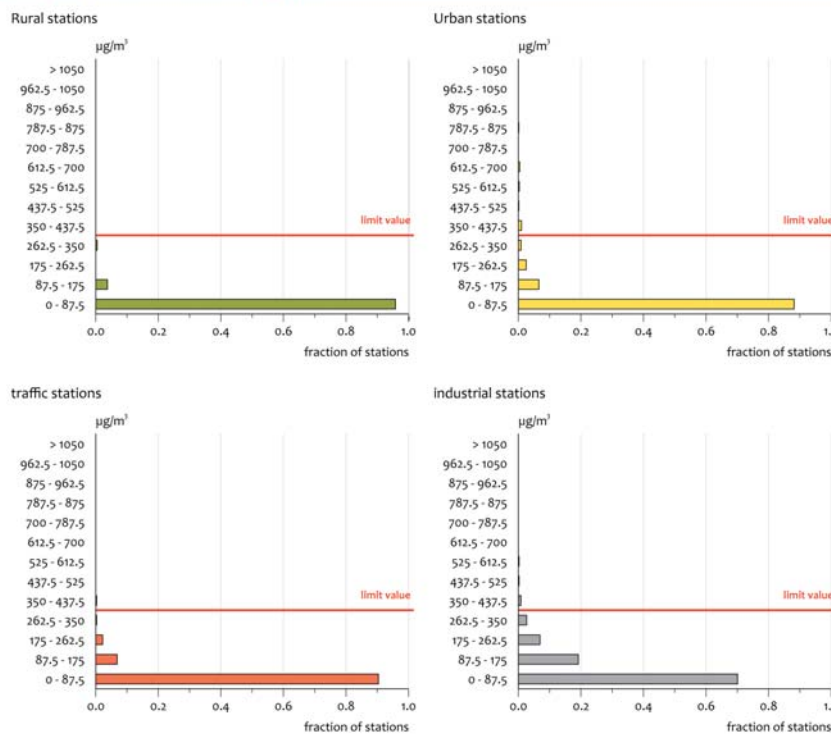 Rural stations
µg/m³
> 1050
962.5 - 1050
875 - 962.5
787.5 - 875
700 - 787.5
612.5 - 700
525 - 612.5
437.5 - 525
350 - 437.5
262.5 - 350
175 - 262.5
87.5 - 175
0 - 87.5
limit value
0.0 0.2 0.4 0.6 0.8 1.0
fraction of stations
Urban stations
µg/m³
> 1050
962.5 - 1050
875 - 962.5
787.5 - 875
700 - 787.5
612.5 - 700
525 - 612.5
437.5 - 525
350 - 437.5
262.5 - 350
175 - 262.5
87.5 - 175
0 - 87.5
limit value
0.0 0.2 0.4 0.6 0.8 1.
fraction of stations
traffic stations
µg/m³
> 1050
962.5 - 1050
875 - 962.5
787.5 - 875
700 - 787.5
612.5 - 700
525 - 612.5
437.5 - 525
350 - 437.5
262.5 - 350
175 - 262.5
87.5 - 175
0 - 87.5
limit value
0.0 0.2 0.4 0.6 0.8 1.0
fraction of stations
industrial stations
µg/m³
> 1050
962.5 - 1050
875 - 962.5
787.5 - 875
700 - 787.5
612.5 - 700
525 - 612.5
437.5 - 525
350 - 437.5
262.5 - 350
175 - 262.5
87.5 - 175
0 - 87.5
limit value
0.0 0.2 0.4 0.6 0.8 1.
fraction of stations